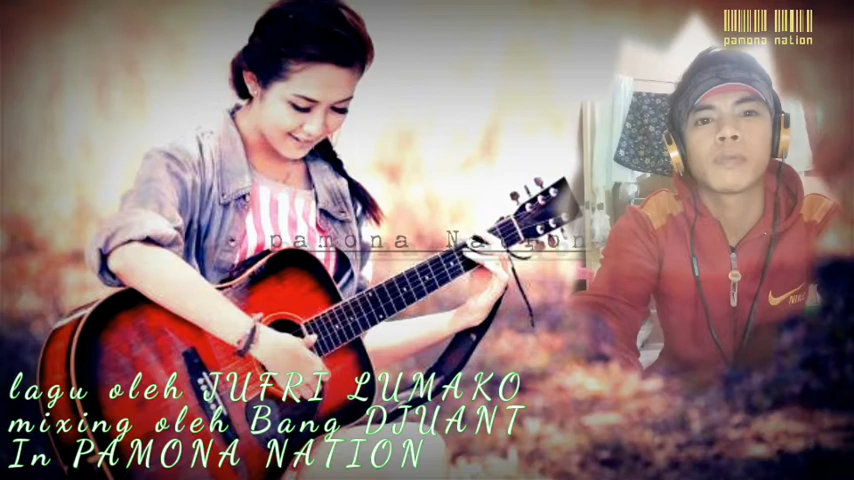 pamona nation
pamona Nation
NIKE
lagu oleh JUFRI LUMAKO
mixing oleh Bang DJUANT
In PAMONA NATION